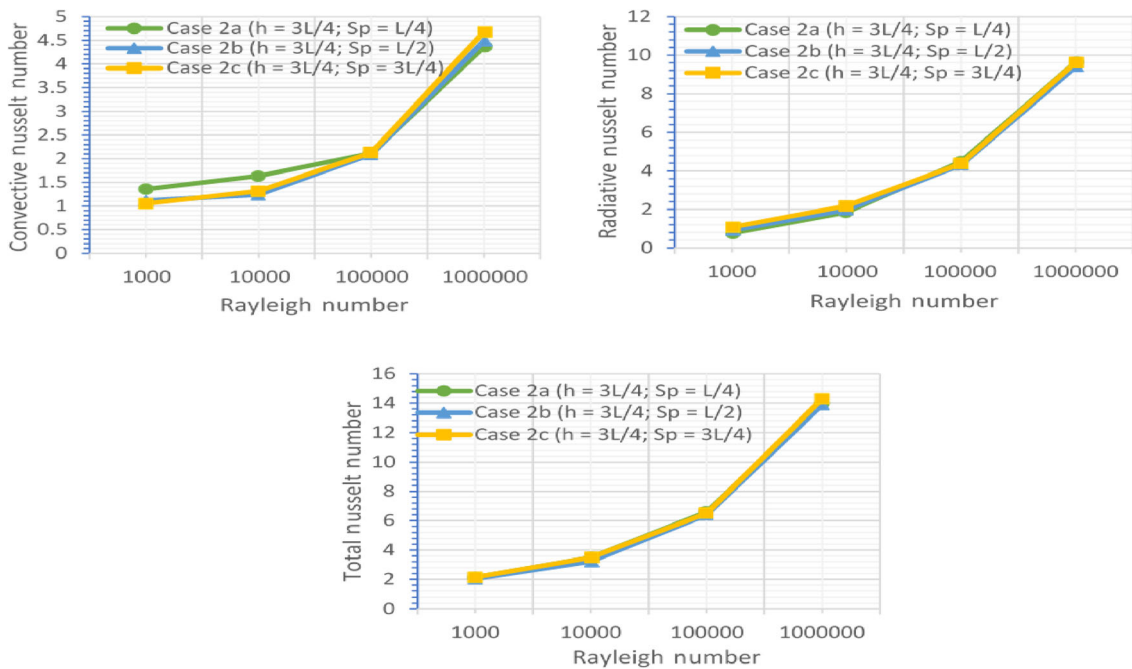 Convective nusselt number
5
4.5
4
3.5
3
2.5
2
1.5
1
0.5
0
Case 2a (h = 3L/4; Sp = L/4)
Case 2b (h = 3L/4; Sp = L/2)
Case 2c (h = 3L/4; Sp = 3L/4)
1000 10000 100000 1000000
Rayleigh number
Radiative nusselt number
12
10
8
6
4
2
0
Case 2a (h = 3L/4; Sp = L/4)
Case 2b (h = 3L/4; Sp = L/2)
Case 2c (h = 3L/4; Sp = 3L/4)
1000 10000 100000 1000000
Rayleigh number
Total nusselt number
16
14
12
10
8
6
4
2
0
Case 2a (h = 3L/4; Sp = L/4)
Case 2b (h = 3L/4; Sp = L/2)
Case 2c (h = 3L/4; Sp = 3L/4)
1000 10000 100000 1000000
Rayleigh number